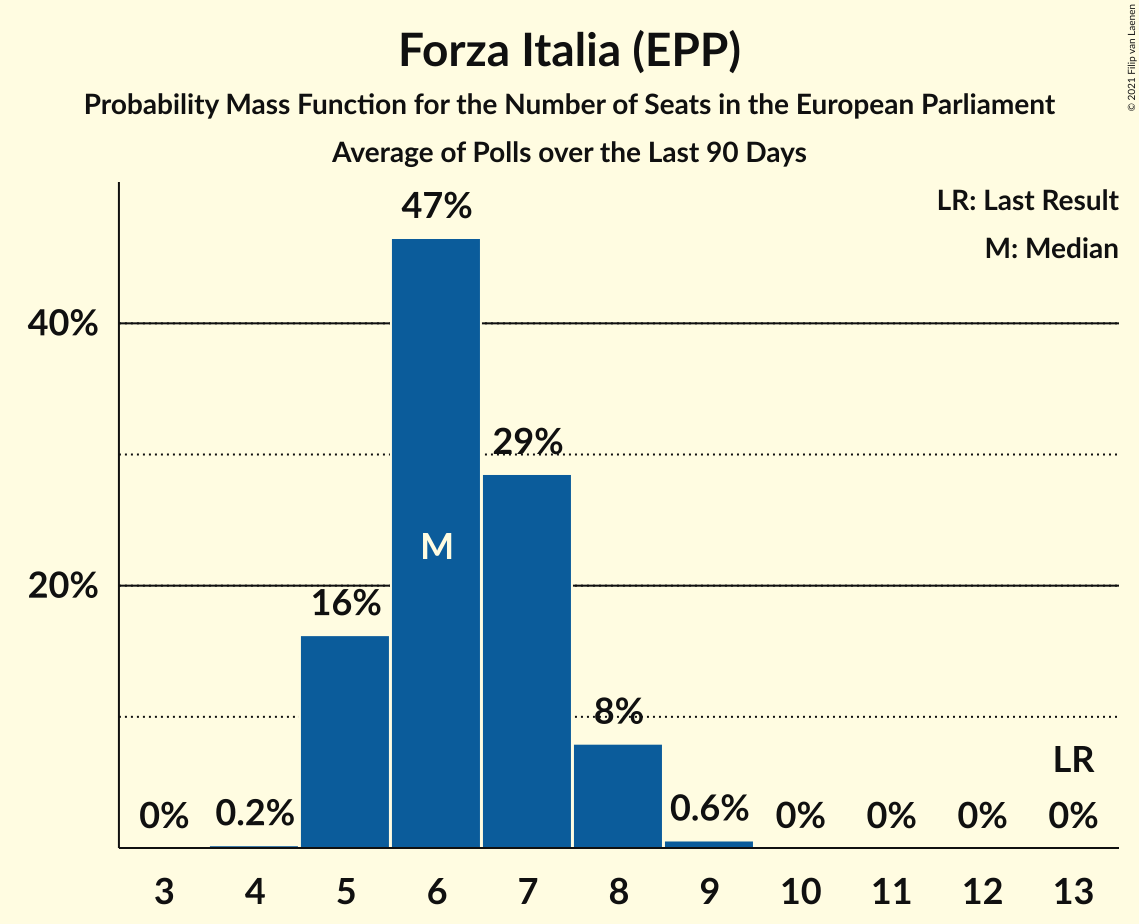 Forza Italia (EPP)
Probability Mass Function for the Number of Seats in the European Parliament
Average of Polls over the Last 90 Days
© 2021 Filip van Laenen
LR: Last Result
M: Median
47%
40%
29%
M
20%
16%
8%
LR
0% 0.2% 0.6% 0% 0% 0% 0%
3 4 5 6 7 8 9 10 11 12 13